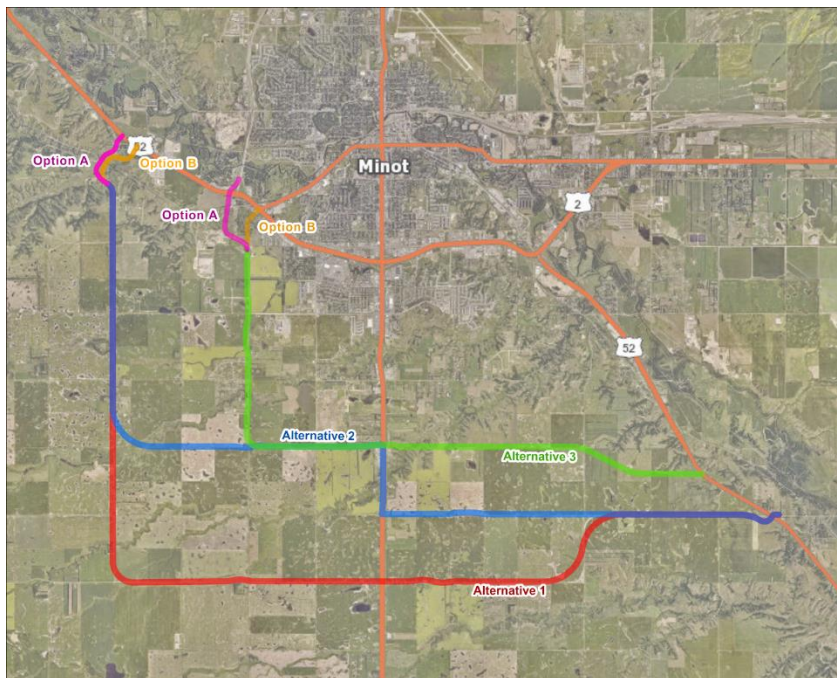 2
Option A
Option B
Minot
2
Option A
Option B
52
Alternative 2
Alternative 3
Alternative 1